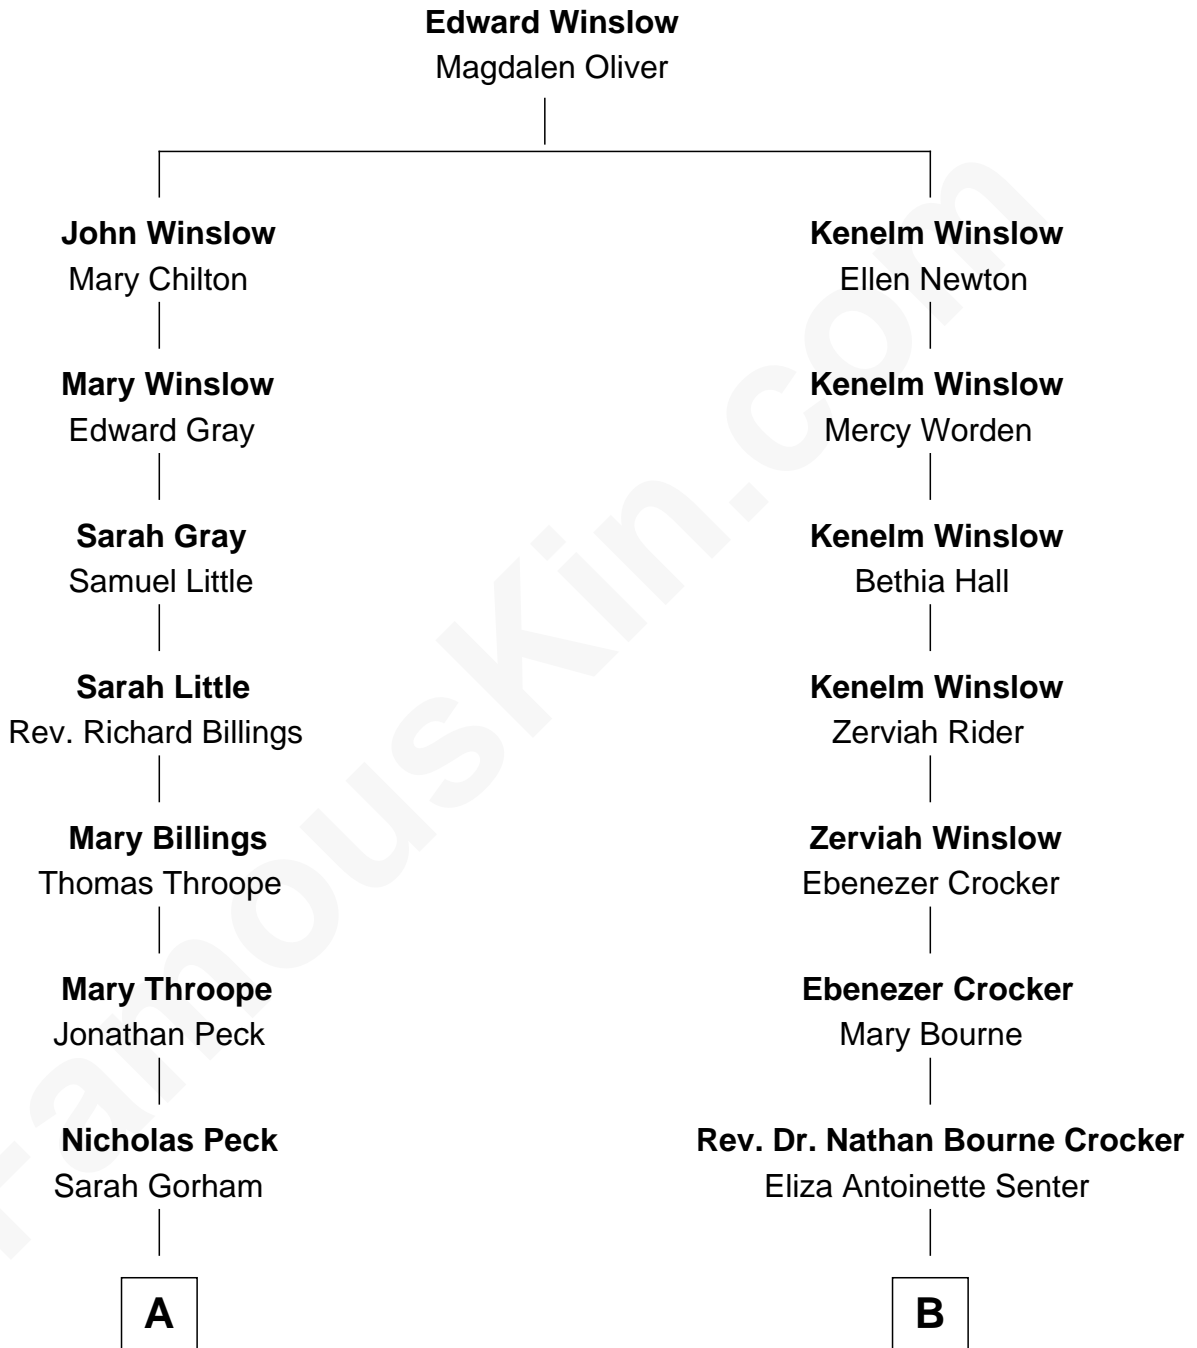 Edward Winslow
Magdalen Oliver
John Winslow
Mary Chilton
Kenelm Winslow
Ellen Newton
Mary Winslow
Edward Gray
Kenelm Winslow
Mercy Worden
Sarah Gray
Samuel Little
Kenelm Winslow
Bethia Hall
Sarah Little
Rev. Richard Billings
Kenelm Winslow
Zerviah Rider
Mary Billings
Thomas Throope
Zerviah Winslow
Ebenezer Crocker
Mary Throope
Jonathan Peck
Ebenezer Crocker
Mary Bourne
Nicholas Peck
Sarah Gorham
Rev. Dr. Nathan Bourne Crocker
Eliza Antoinette Senter
A
B
FamousKin.com